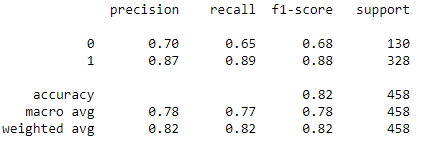 precision recall f1-score support
0 0.70 0.65 0.68 130
1 0.87 0.89 0.88 328
accuracy 0.82 458
macro avg 0.78 0.77 0.78 458
weighted avg 0.82 0.82 0.82 458